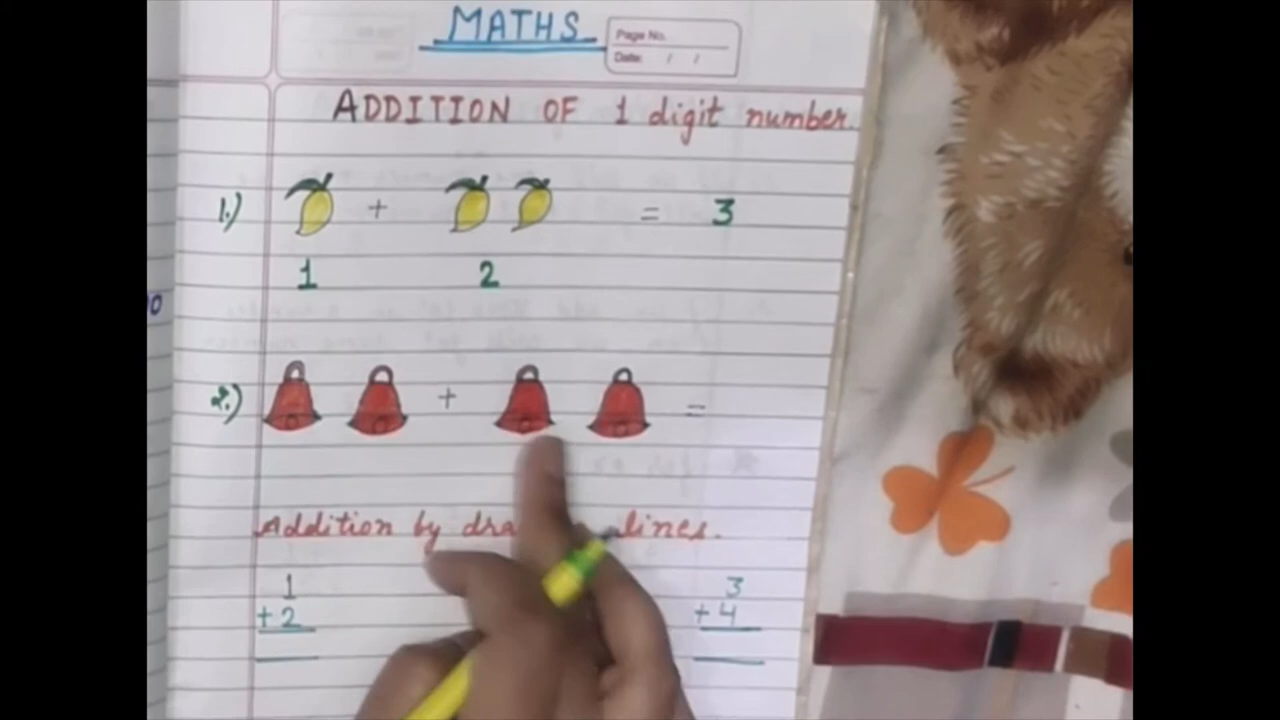 MATHS
Page No.
Date: / /
ADDITION OF 1 digit number.
1.) + = 3
1 2
2.) + =
Addition by lines.
1 3
+2 +4